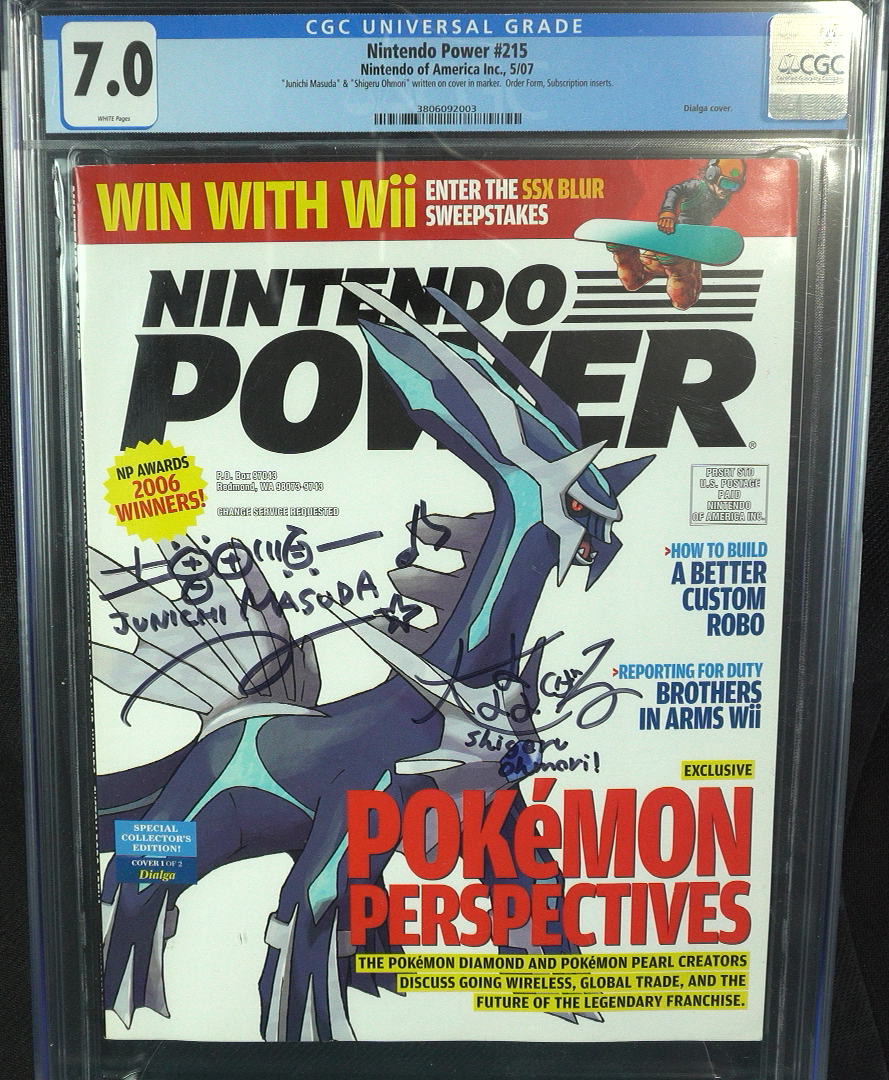 CGC UNIVERSAL GRADE
7.0
WHITE Pages
Nintendo Power #215
Nintendo of America Inc., 5/07
"Junichi Masuda" & "Shigeru Ohmori" written on cover in marker. Order Form, Subscription inserts.
3806092003
Dialga cover.
CGC
WIN WITH Wii
ENTER THE SSX BLUR
SWEEPSTAKES
NINTENDO
POWER®
NP AWARDS
2006
WINNERS!
P.O. Box 97043
Redmond, WA 98073-9743
CHANGE SERVICE REQUESTED
PRSRT STD
U.S. POSTAGE
PAID
NINTENDO
OF AMERICA INC.
>HOW TO BUILD
A BETTER
CUSTOM
ROBO
JUNICHI MASUDA
>REPORTING FOR DUTY
BROTHERS
IN ARMS Wii
shigeru
ohmori!
EXCLUSIVE
POKéMON
PERSPECTIVES
SPECIAL
COLLECTOR'S
EDITION!
COVER 1 OF 2
Dialga
THE POKéMON DIAMOND AND POKéMON PEARL CREATORS
DISCUSS GOING WIRELESS, GLOBAL TRADE, AND THE
FUTURE OF THE LEGENDARY FRANCHISE.